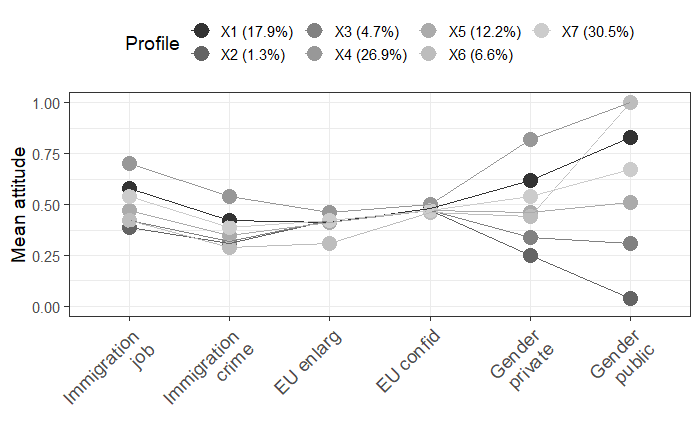 Profile
X1 (17.9%) X3 (4.7%) X5 (12.2%) X7 (30.5%)
X2 (1.3%) X4 (26.9%) X6 (6.6%)
Mean attitude
1.00
0.75
0.50
0.25
0.00
Immigration
job
Immigration
crime
EU enlarg
EU confid
Gender
private
Gender
public